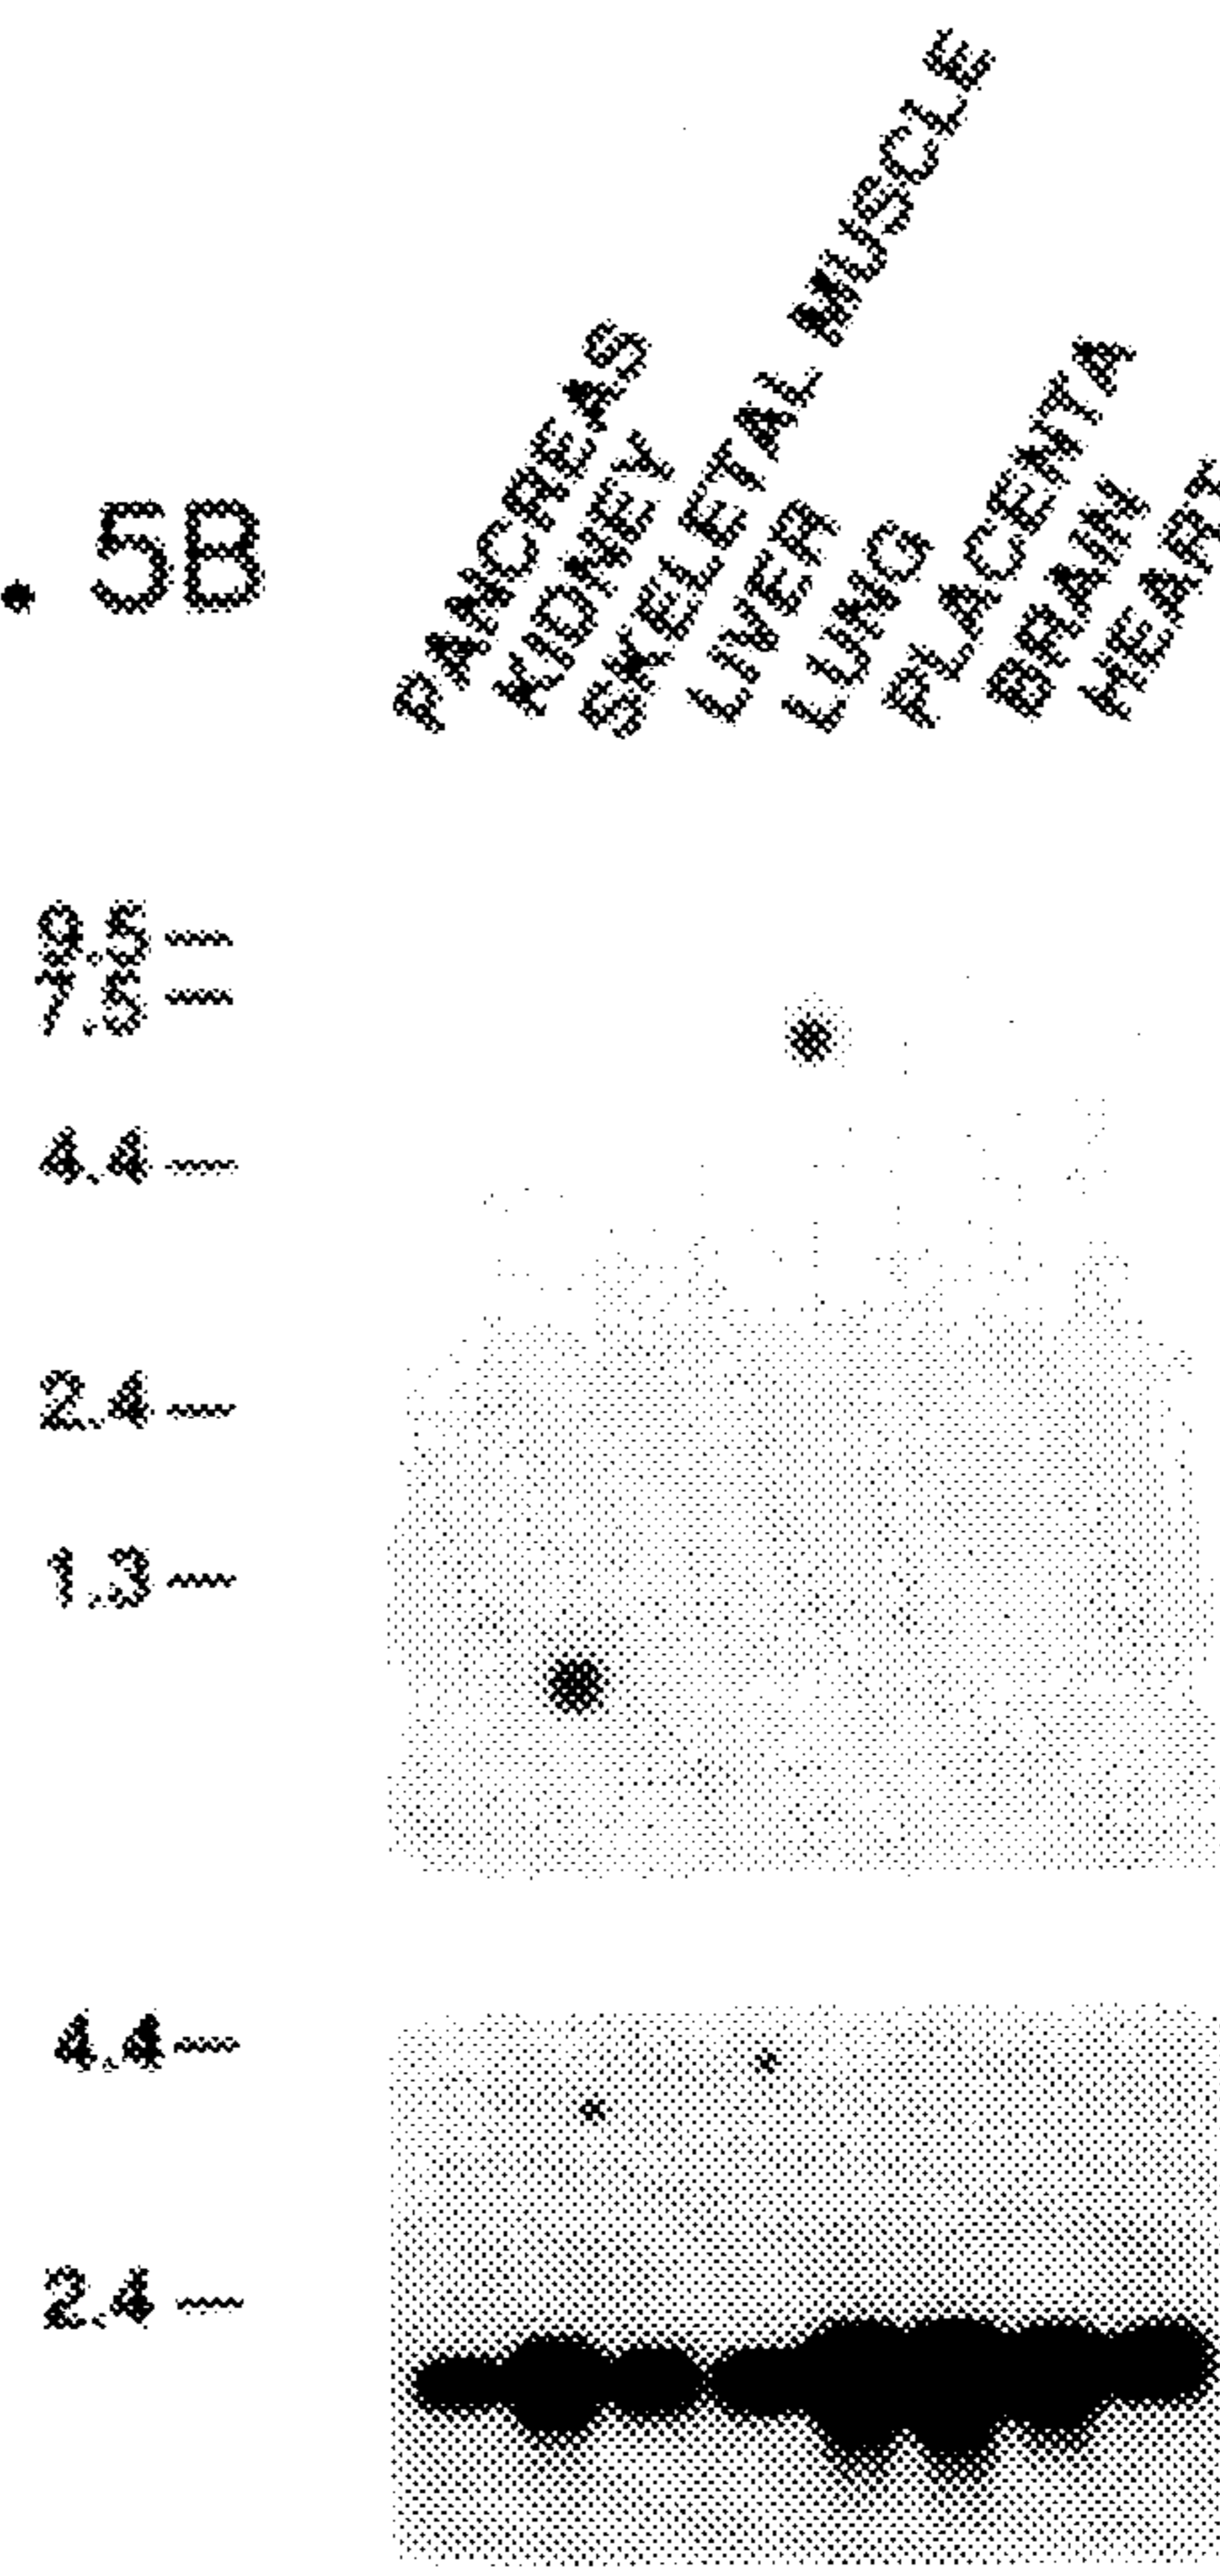 . 5B
PANCREAS
KIDNEY
SKELETAL MUSCLE
LIVER
LUNG
PLACENTA
BRAIN
HEART
9.5
7.5
4.4
2.4
1.3
4.4
2.4